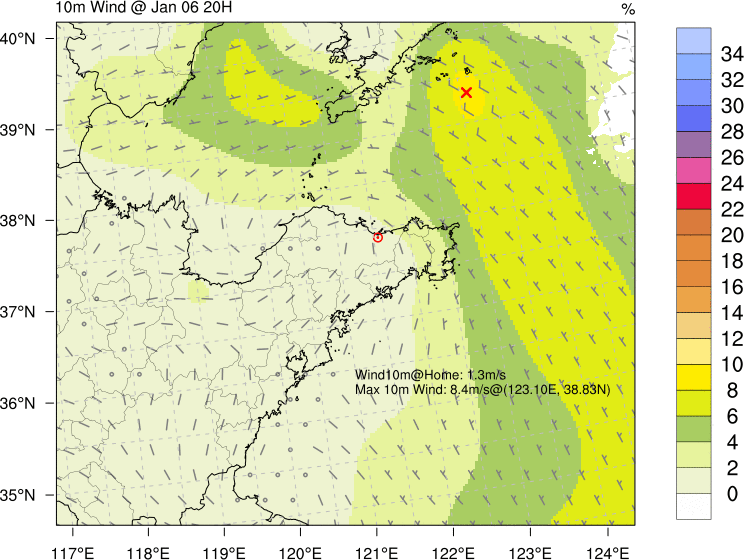 10m Wind @ Jan 06 20H
%
40°N
39°N
38°N
37°N
36°N
35°N
117°E 118°E 119°E 120°E 121°E 122°E 123°E 124°E
Wind10m@Home: 1.3m/s
Max 10m Wind: 8.4m/s@(123.10E, 38.83N)
34
32
30
28
26
24
22
20
18
16
14
12
10
8
6
4
2
0